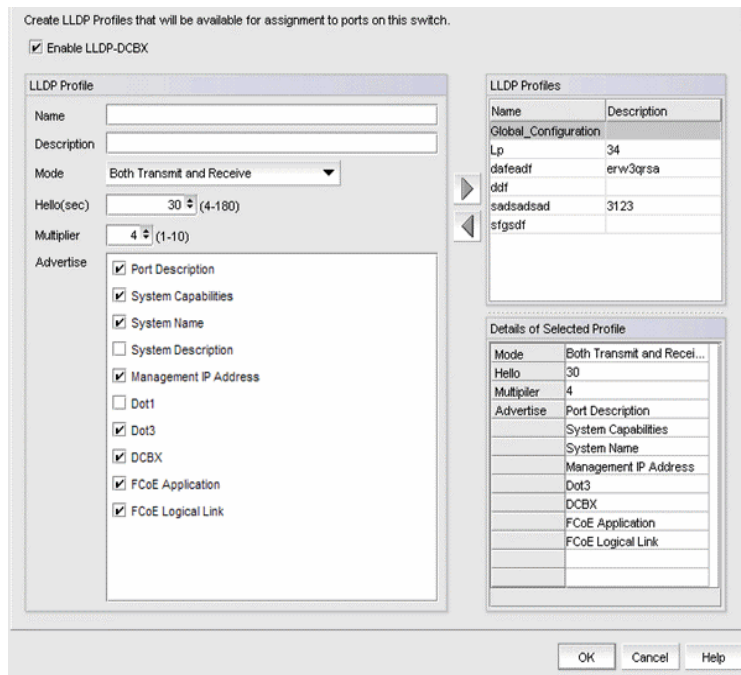 Create LLDP Profiles that will be available for assignment to ports on this switch.
Enable LLDP-DCBX
LLDP Profile
Name
Description
Mode Both Transmit and Receive
Hello(sec) 30 (4-180)
Multiplier 4 (1-10)
Advertise
Port Description
System Capabilities
System Name
System Description
Management IP Address
Dot1
Dot3
DCBX
FCoE Application
FCoE Logical Link
LLDP Profiles
Name Description
Global_Configuration
Lp 34
dafeadf erw3qrsa
ddf
sadsadsad 3123
sfgsdf
Details of Selected Profile
Mode Both Transmit and Recei...
Hello 30
Multipiler 4
Advertise Port Description
System Capabilities
System Name
Management IP Address
Dot3
DCBX
FCoE Application
FCoE Logical Link
OK Cancel Help